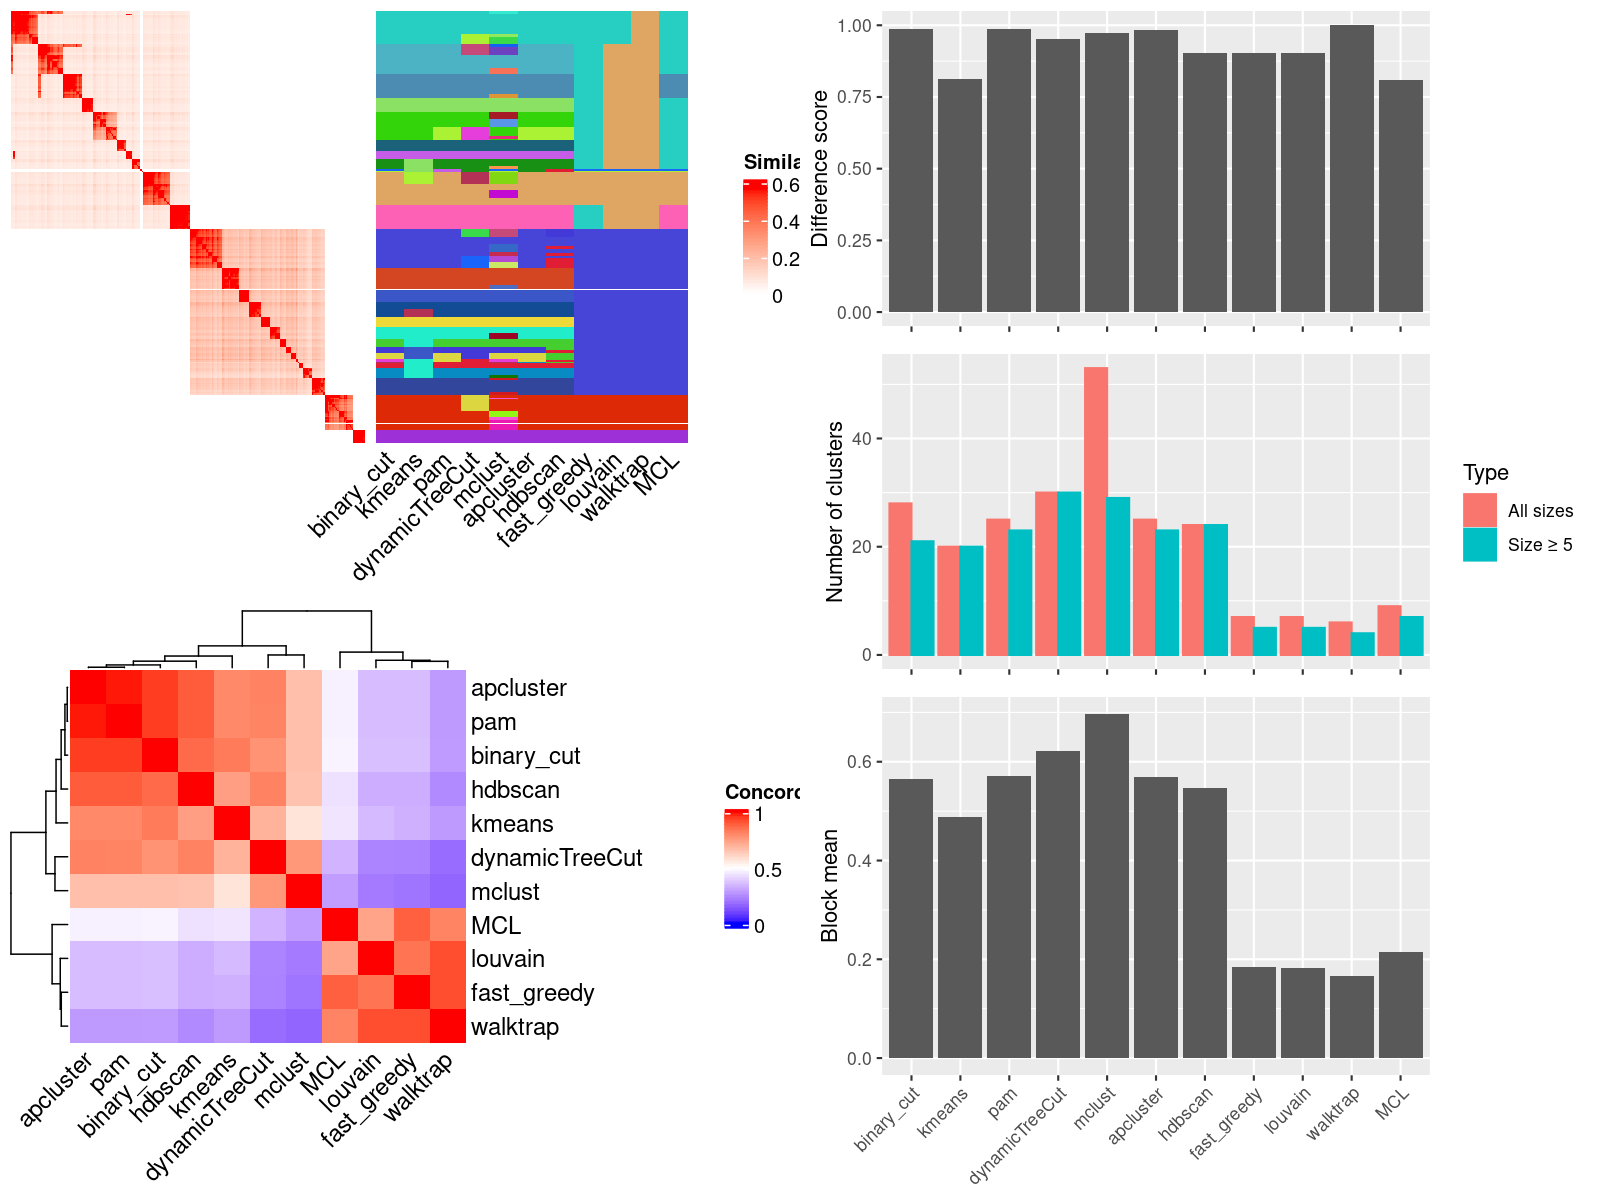 Simila
0.6
0.4
0.2
0
binary_cut
kmeans
pam
dynamicTreeCut
mclust
apcluster
hdbscan
fast_greedy
louvain
walktrap
MCL
apcluster
pam
binary_cut
hdbscan
kmeans
dynamicTreeCut
mclust
MCL
louvain
fast_greedy
walktrap
apcluster
pam
binary_cut
hdbscan
kmeans
dynamicTreeCut
mclust
MCL
louvain
fast_greedy
walktrap
Concord
1
0.5
0
Difference score
1.00
0.75
0.50
0.25
0.00
Number of clusters
40
20
0
Type
All sizes
Size ≥ 5
Block mean
0.6
0.4
0.2
0.0
binary_cut
kmeans
pam
dynamicTreeCut
mclust
apcluster
hdbscan
fast_greedy
louvain
walktrap
MCL